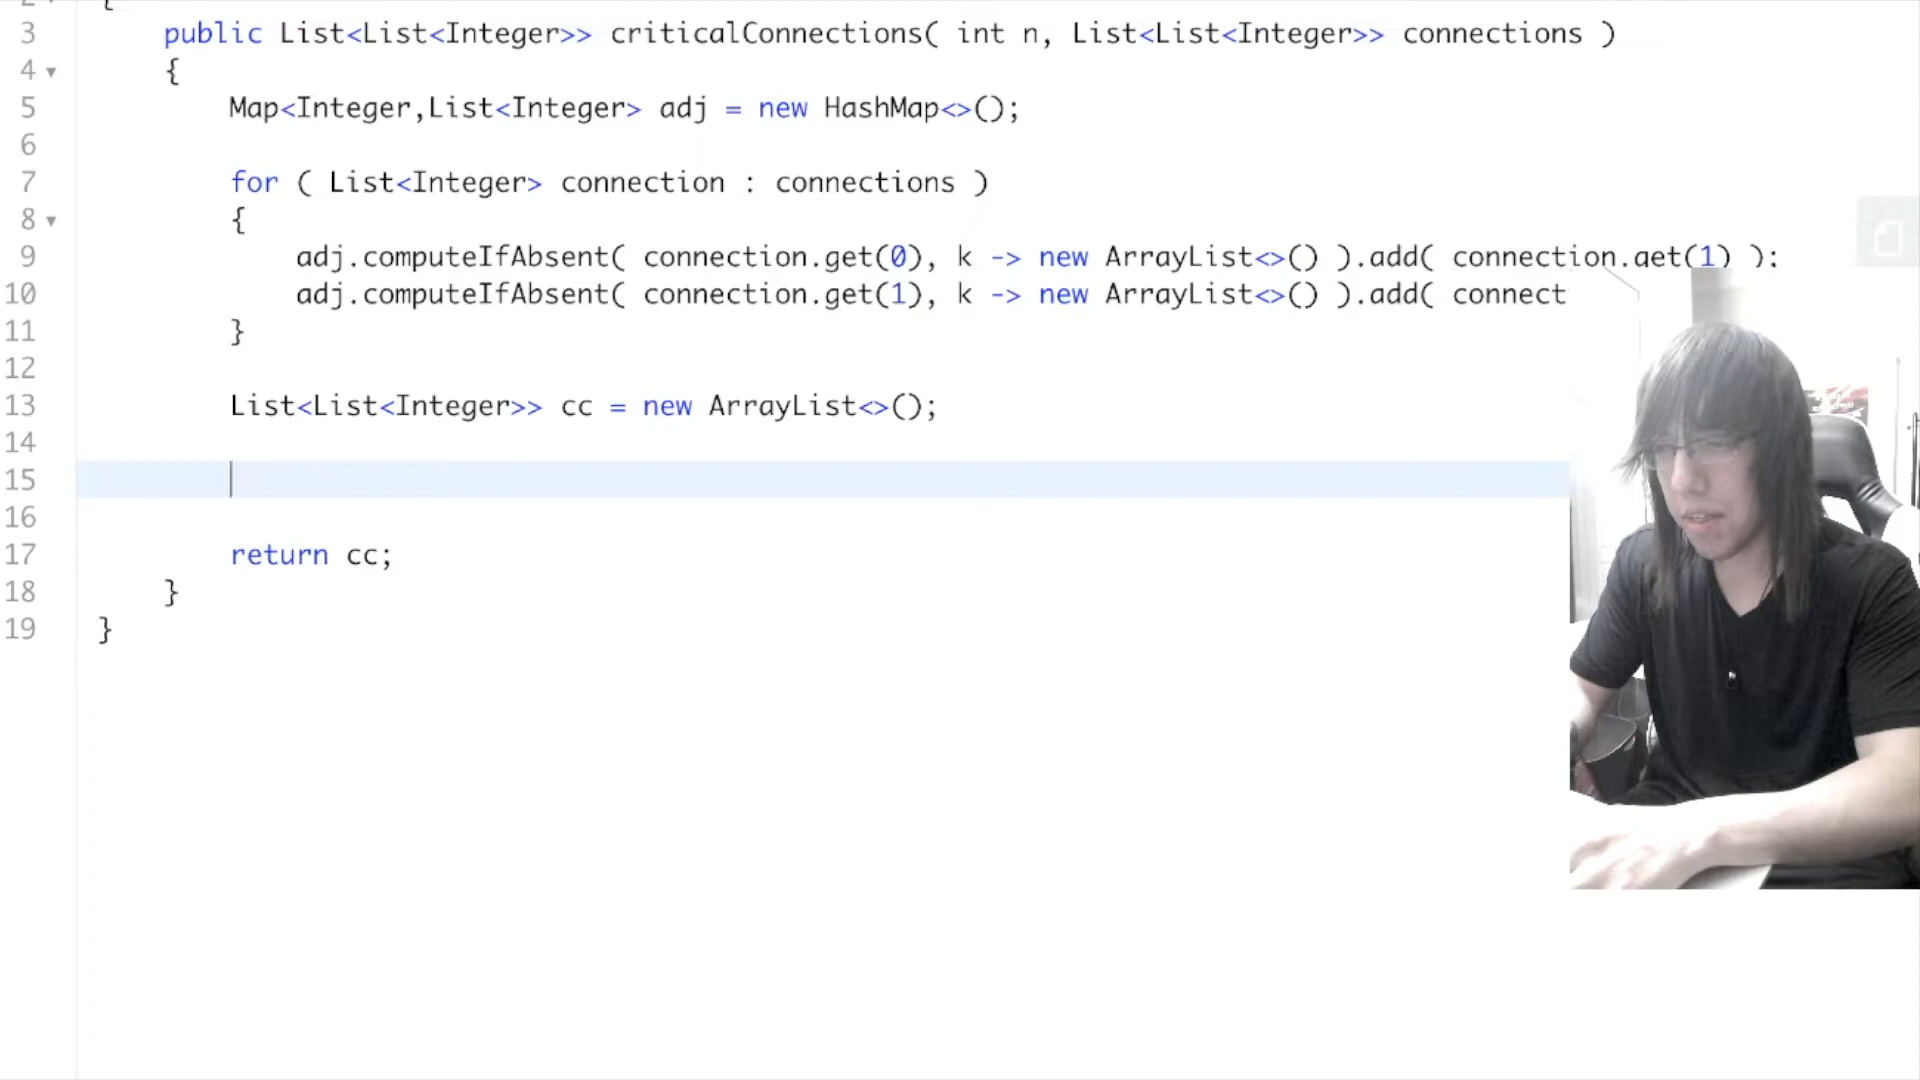 3 public List<List<Integer>> criticalConnections( int n, List<List<Integer>> connections )
4 {
5 Map<Integer,List<Integer> adj = new HashMap<>();
6
7 for ( List<Integer> connection : connections )
8 {
9 adj.computeIfAbsent( connection.get(0), k -> new ArrayList<>() ).add( connection.get(1) );
10 adj.computeIfAbsent( connection.get(1), k -> new ArrayList<>() ).add( connect
11 }
12
13 List<List<Integer>> cc = new ArrayList<>();
14
15
16
17 return cc;
18 }
19 }